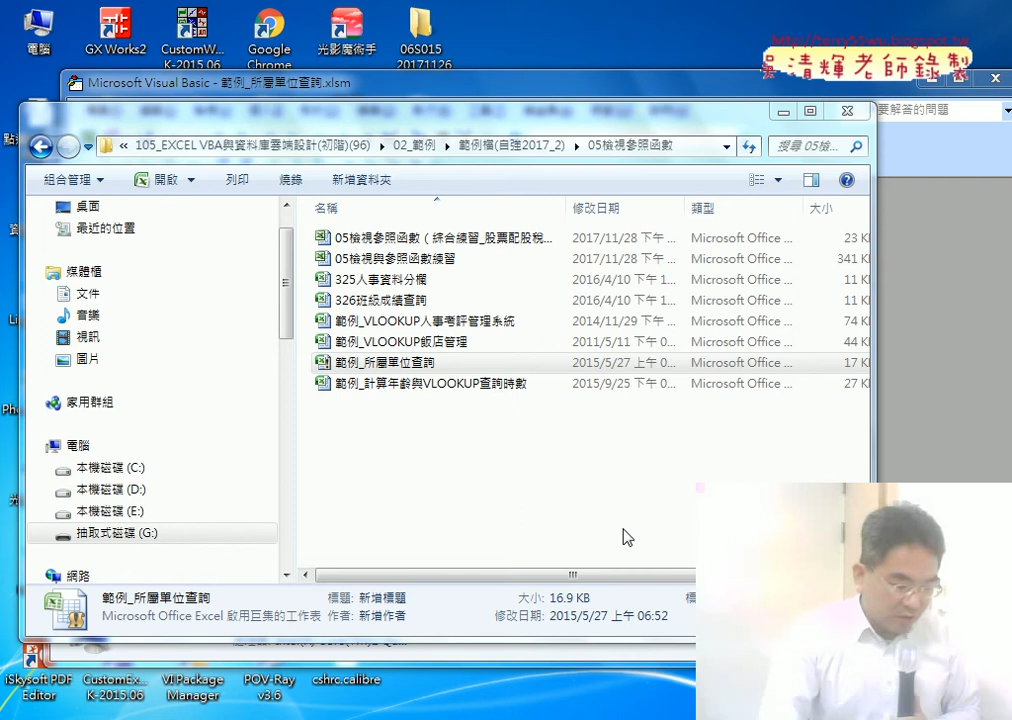 電腦
GX Works2
CustomW...
K-2015.06
Google
Chrome
光影魔術手
06S015
20171126
http://terry55wu.blogspot.tw
吳清輝老師錄製
Microsoft Visual Basic - 範例_所屬單位查詢.xlsm
要解答的問題
« 105_EXCEL VBA與資料庫雲端設計(初階)(96) 02_範例 範例檔(自強2017_2) 05檢視參照函數
搜尋 05檢...
組合管理 開啟 列印 燒錄 新增資料夾
桌面
最近的位置
媒體櫃
文件
音樂
視訊
圖片
家用群組
電腦
本機磁碟 (C:)
本機磁碟 (D:)
本機磁碟 (E:)
抽取式磁碟 (G:)
網路
名稱 修改日期 類型 大小
05檢視參照函數（綜合練習_股票配股稅... 2017/11/28 下午 ... Microsoft Office ... 23 K
05檢視與參照函數練習 2017/11/28 下午 ... Microsoft Office ... 341 K
325人事資料分欄 2016/4/10 下午 1... Microsoft Office ... 11 K
326班級成績查詢 2016/4/10 下午 1... Microsoft Office ... 11 K
範例_VLOOKUP人事考評管理系統 2014/11/29 下午 ... Microsoft Office ... 74 K
範例_VLOOKUP飯店管理 2011/5/11 下午 0... Microsoft Office ... 44 K
範例_所屬單位查詢 2015/5/27 上午 0... Microsoft Office ... 17 K
範例_計算年齡與VLOOKUP查詢時數 2015/9/25 下午 0... Microsoft Office ... 27 K
範例_所屬單位查詢 標題: 新增標題 大小: 16.9 KB
Microsoft Office Excel 啟用巨集的工作表 作者: 新增作者 修改日期: 2015/5/27 上午 06:52
iSkysoft PDF
Editor
CustomEx...
K-2015.06
VI Package
Manager
POV-Ray
v3.6
cshrc.calibre